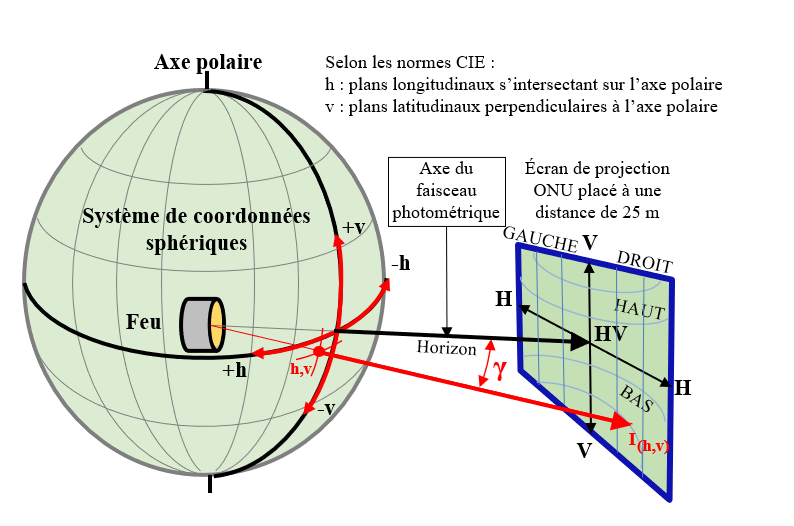 Axe polaire
Selon les normes CIE :
h : plans longitudinaux s’intersectant sur l’axe polaire
v : plans latitudinaux perpendiculaires à l’axe polaire
Axe du
faisceau
photométrique
Écran de projection
ONU placé à une
distance de 25 m
Système de coordonnées
sphériques
+v
-h
GAUCHE
V
DROIT
H
HAUT
Feu
HV
Horizon
+h
h,v
γ
H
BAS
-v
V
I(h,v)